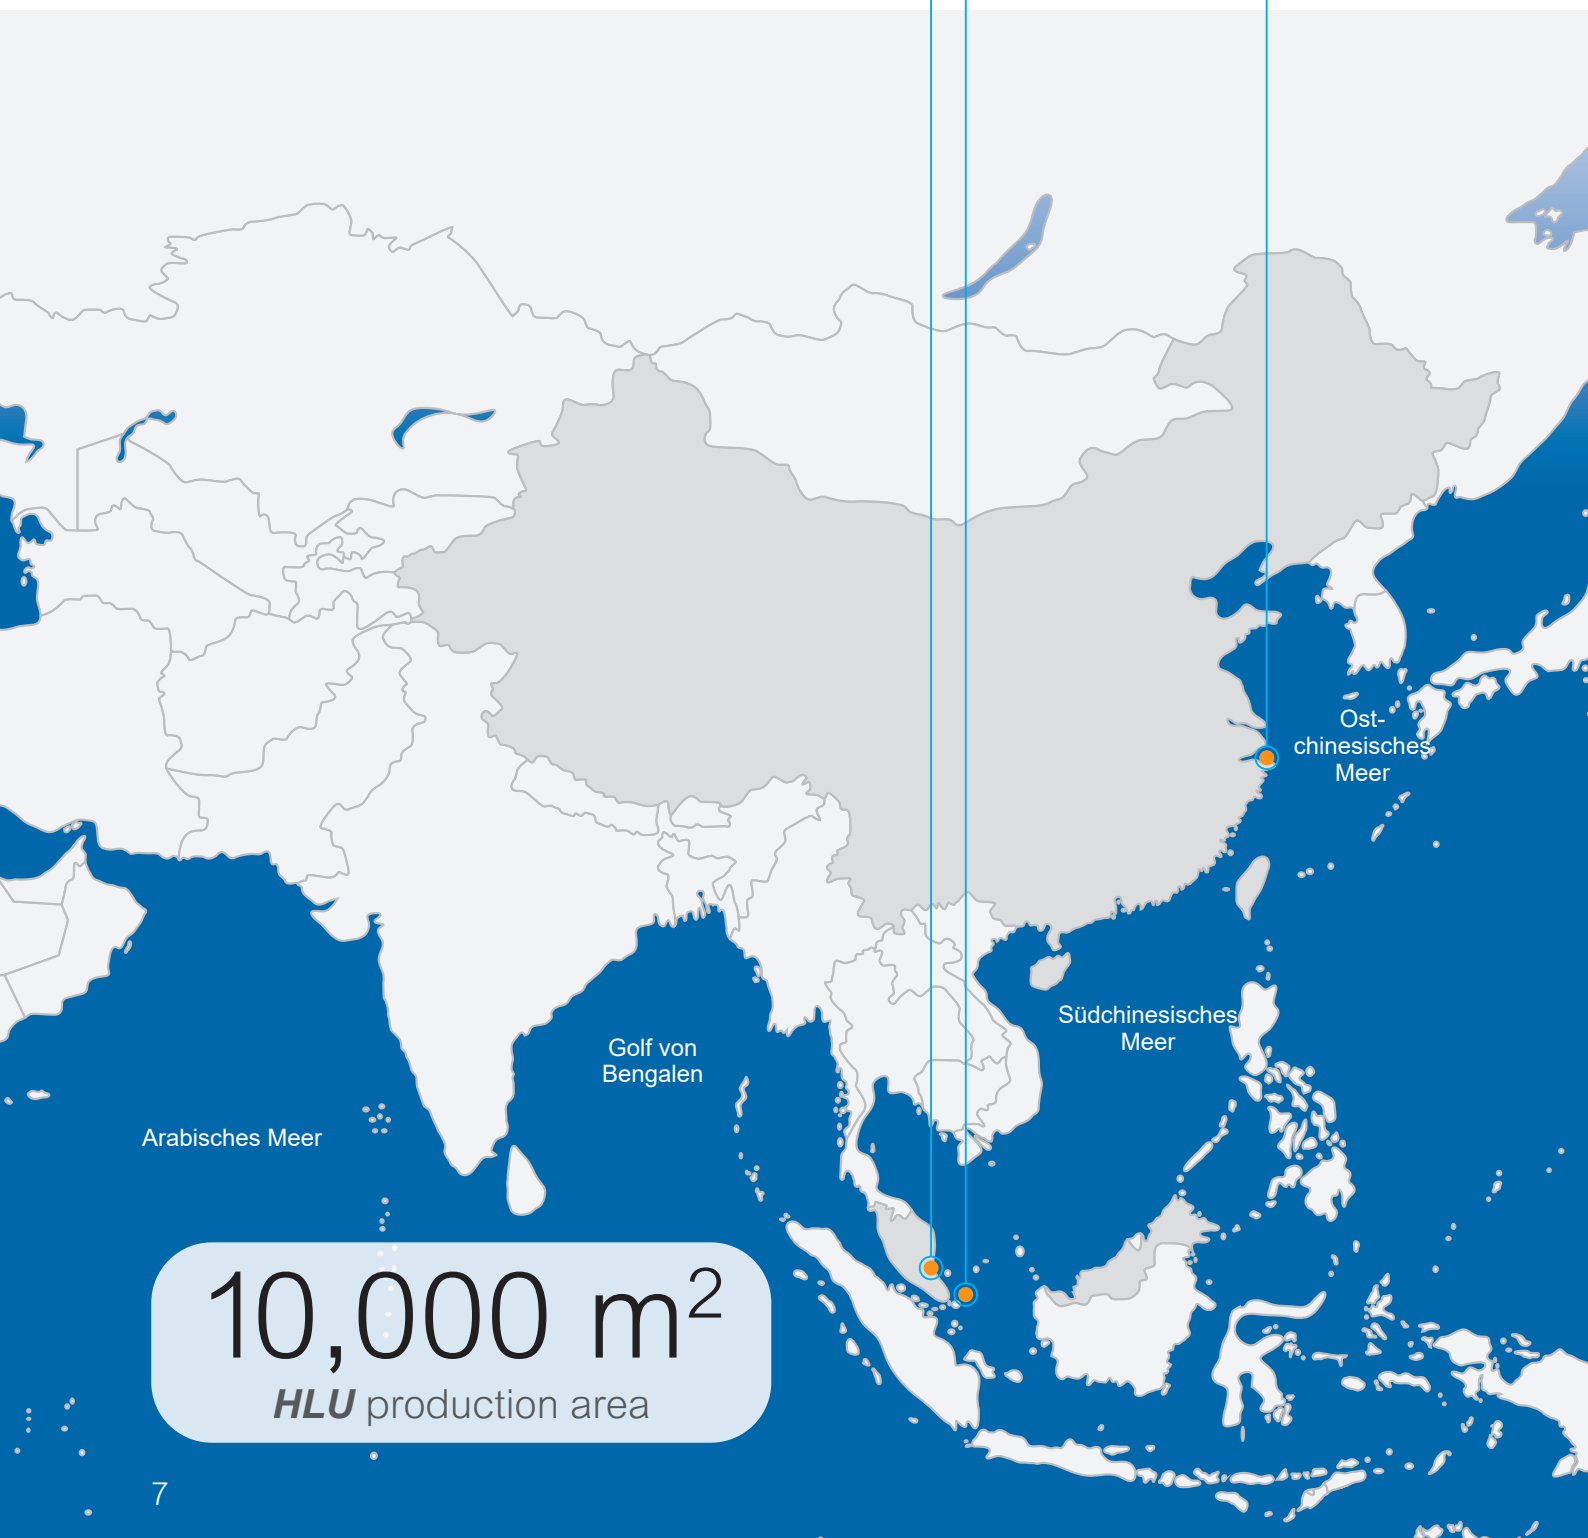 Ost-
chinesisches
Meer
Südchinesisches
Meer
Golf von
Bengalen
Arabisches Meer
10,000 m²
HLU production area
7